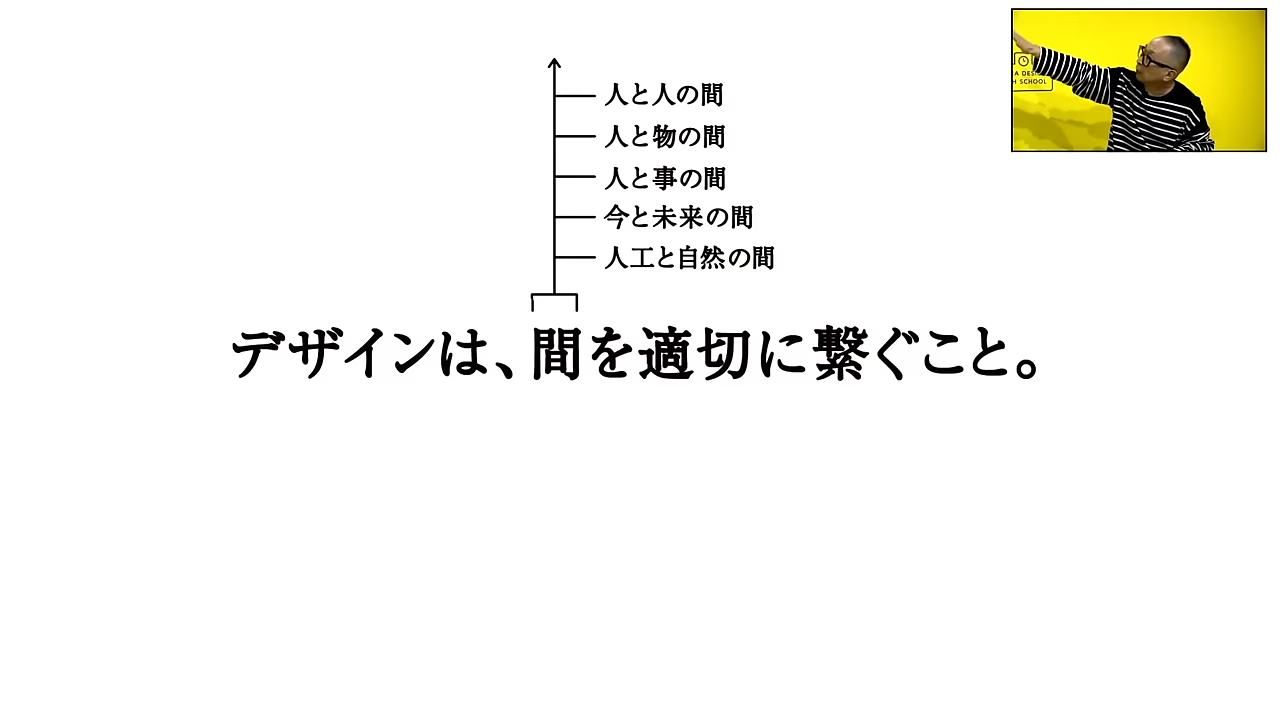 人と人の間
人と物の間
人と事の間
今と未来の間
人工と自然の間
デザインは、間を適切に繋ぐこと。
SCHOOL